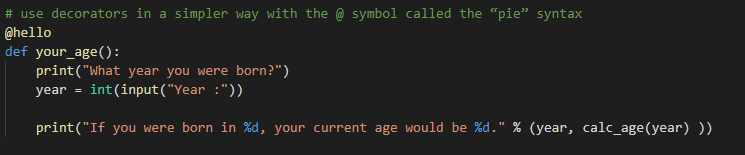 # use decorators in a simpler way with the @ symbol called the “pie” syntax
@hello
def your_age():
    print("What year you were born?")
    year = int(input("Year :"))

    print("If you were born in %d, your current age would be %d." % (year, calc_age(year) ))